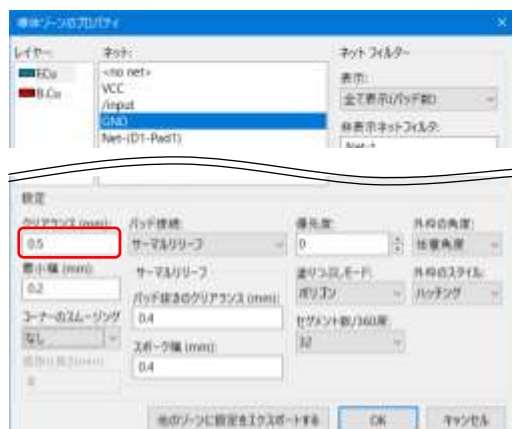 導体ゾーンのプロパティ
レイヤー:
ネット:
ネット フィルター
F.Cu
B.Cu
<no net>
VCC
/input
GND
Net-(D1-Pad1)
表示:
全て表示(パッド数)
非表示ネットフィルタ:
設定
クリアランス (mm):
0.5
最小幅 (mm):
0.2
コーナーのスムージング
なし
パッド接続:
サーマルリリーフ
サーマルリリーフ
パッド抜きのクリアランス (mm):
0.4
スポーク幅 (mm):
0.4
優先度:
0
塗りつぶしモード:
ポリゴン
セグメント数/360度:
32
外枠の角度:
任意角度
外枠のスタイル:
ハッチング
他のゾーンに設定をエクスポートする
OK
キャンセル